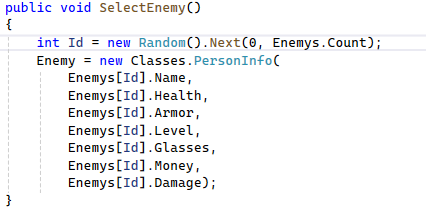 public void SelectEnemy()
{
int Id = new Random().Next(0, Enemys.Count);
Enemy = new Classes.PersonInfo(
Enemys[Id].Name,
Enemys[Id].Health,
Enemys[Id].Armor,
Enemys[Id].Level,
Enemys[Id].Glasses,
Enemys[Id].Money,
Enemys[Id].Damage);
}